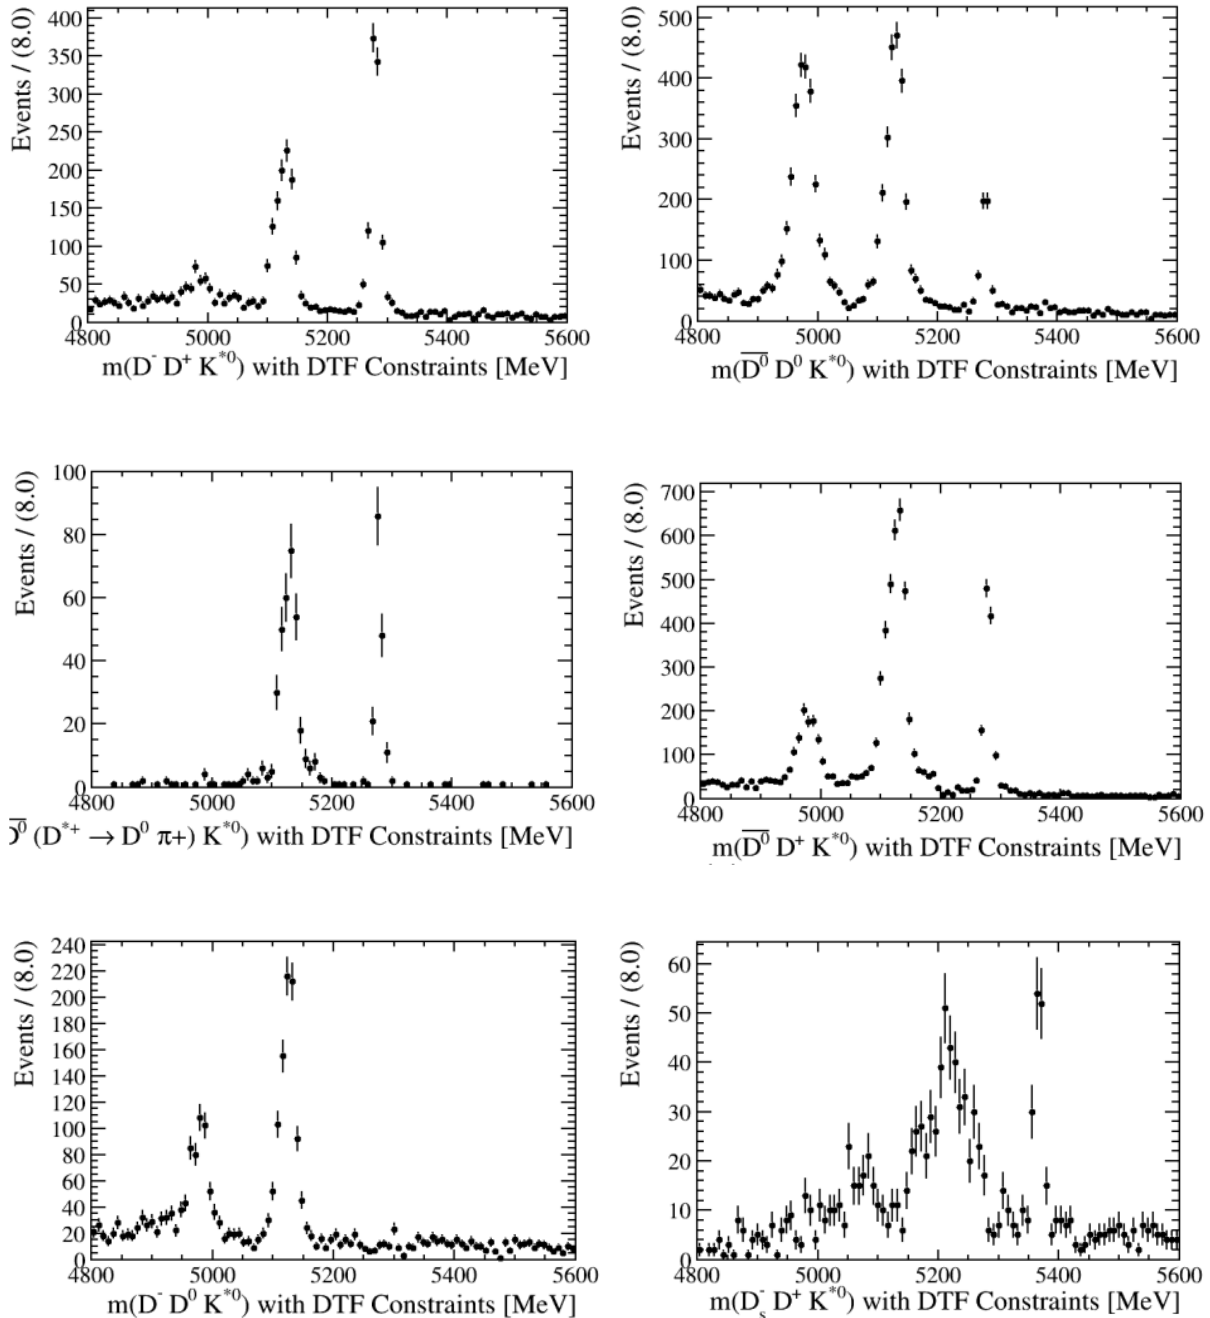 Events / (8.0)
400
350
300
250
200
150
100
50
0
4800 5000 5200 5400 5600
m(D⁻ D⁺ K*⁰) with DTF Constraints [MeV]
Events / (8.0)
500
400
300
200
100
0
4800 5000 5200 5400 5600
m(D̅⁰ D⁰ K*⁰) with DTF Constraints [MeV]
Events / (8.0)
100
80
60
40
20
0
4800 5000 5200 5400 5600
D̅⁰ (D*⁺ → D⁰ π+) K*⁰) with DTF Constraints [MeV]
Events / (8.0)
700
600
500
400
300
200
100
0
4800 5000 5200 5400 5600
m(D̅⁰ D⁺ K*⁰) with DTF Constraints [MeV]
Events / (8.0)
240
220
200
180
160
140
120
100
80
60
40
20
0
4800 5000 5200 5400 5600
m(D⁻ D⁰ K*⁰) with DTF Constraints [MeV]
Events / (8.0)
60
50
40
30
20
10
0
4800 5000 5200 5400 5600
m(Dₛ⁻ D⁺ K*⁰) with DTF Constraints [MeV]